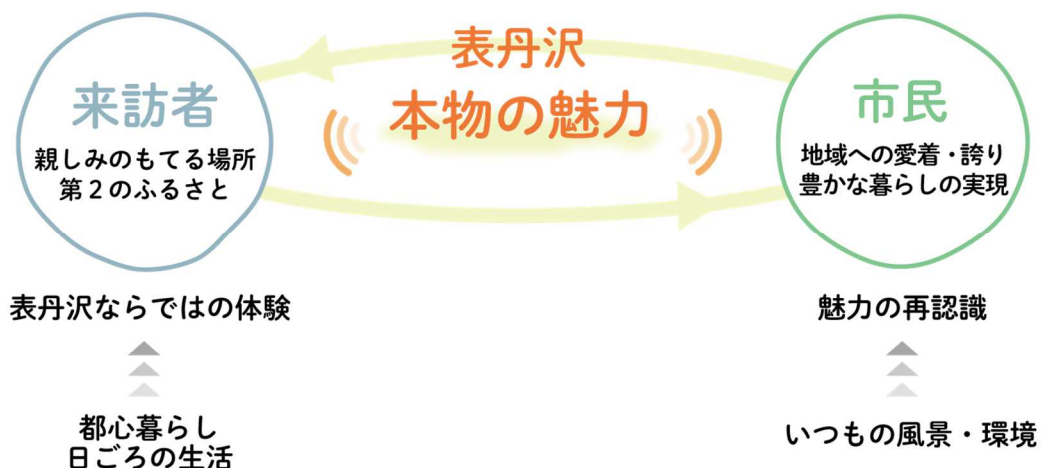 表丹沢
本物の魅力
来訪者
親しみのもてる場所
第2のふるさと
市民
地域への愛着・誇り
豊かな暮らしの実現
表丹沢ならではの体験
魅力の再認識
都心暮らし
日ごろの生活
いつもの風景・環境